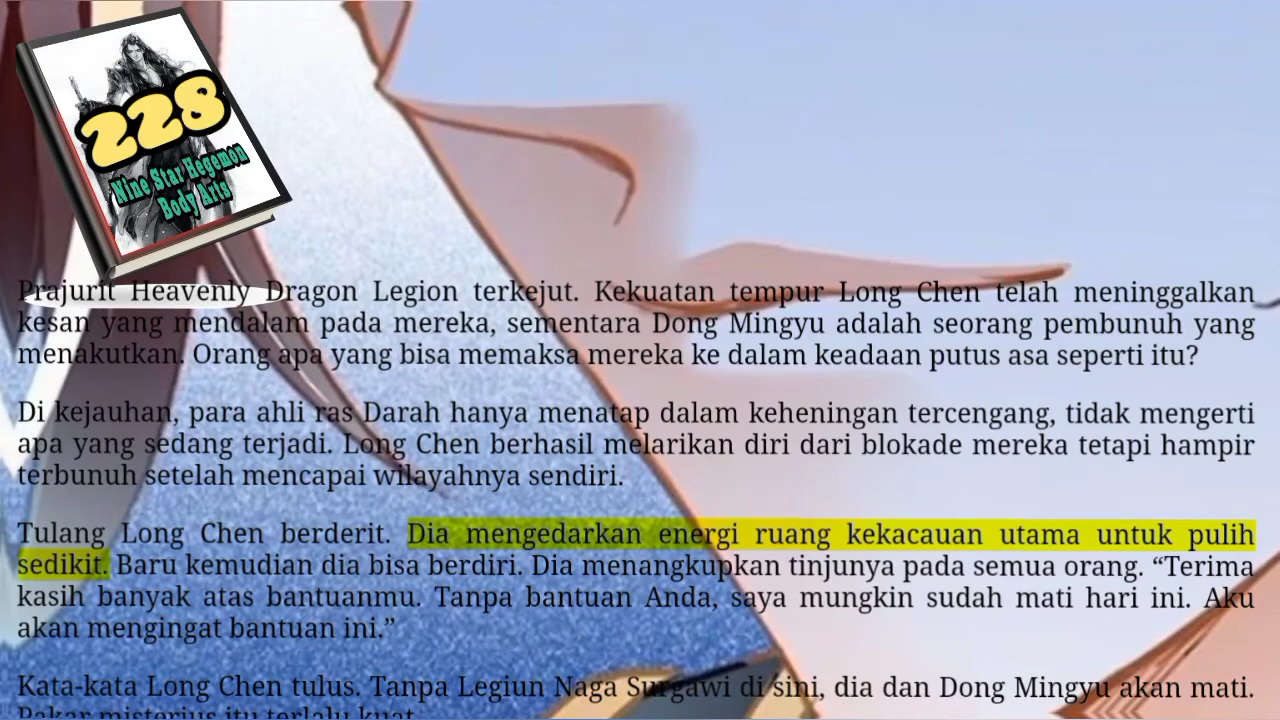 228
Nine Star Hegemon
Body Arts
Prajurit Heavenly Dragon Legion terkejut. Kekuatan tempur Long Chen telah meninggalkan
kesan yang mendalam pada mereka, sementara Dong Mingyu adalah seorang pembunuh yang
menakutkan. Orang apa yang bisa memaksa mereka ke dalam keadaan putus asa seperti itu?
Di kejauhan, para ahli ras Darah hanya menatap dalam keheningan tercengang, tidak mengerti
apa yang sedang terjadi. Long Chen berhasil melarikan diri dari blokade mereka tetapi hampir
terbunuh setelah mencapai wilayahnya sendiri.
Tulang Long Chen berderit. Dia mengedarkan energi ruang kekacauan utama untuk pulih
sedikit. Baru kemudian dia bisa berdiri. Dia menangkupkan tinjunya pada semua orang. “Terima
kasih banyak atas bantuanmu. Tanpa bantuan Anda, saya mungkin sudah mati hari ini. Aku
akan mengingat bantuan ini.”
Kata-kata Long Chen tulus. Tanpa Legiun Naga Surgawi di sini, dia dan Dong Mingyu akan mati.
Pakar misterius itu terlalu kuat.